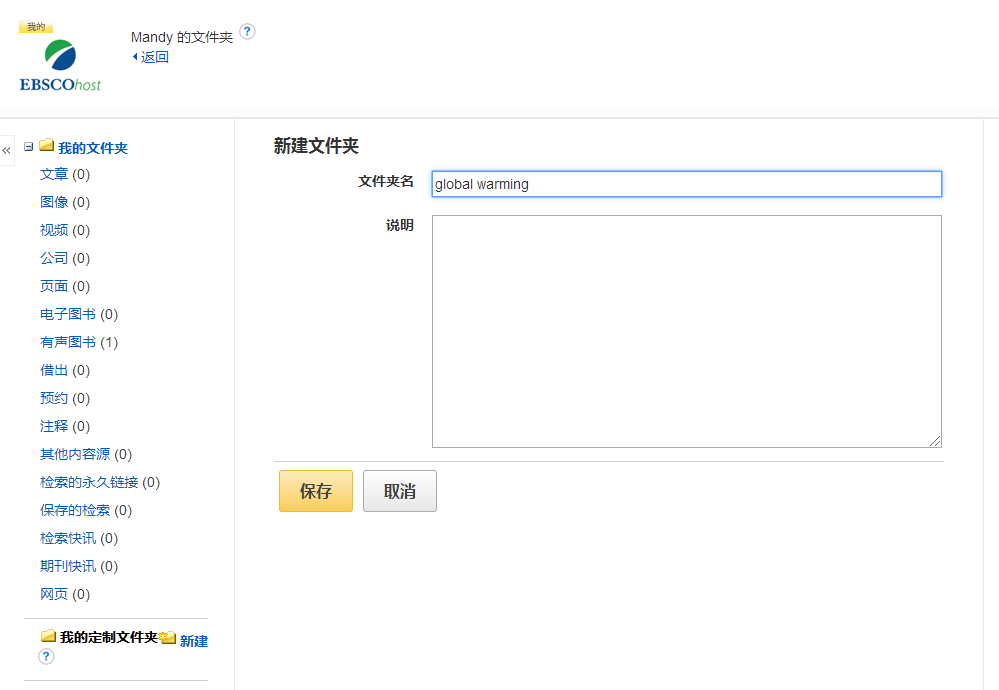 我的
EBSCOhost
Mandy 的文件夹 ?
返回
«
我的文件夹
文章 (0)
图像 (0)
视频 (0)
公司 (0)
页面 (0)
电子图书 (0)
有声图书 (1)
借出 (0)
预约 (0)
注释 (0)
其他内容源 (0)
检索的永久链接 (0)
保存的检索 (0)
检索快讯 (0)
期刊快讯 (0)
网页 (0)
我的定制文件夹 新建
?
新建文件夹
文件夹名 global warming
说明
保存 取消